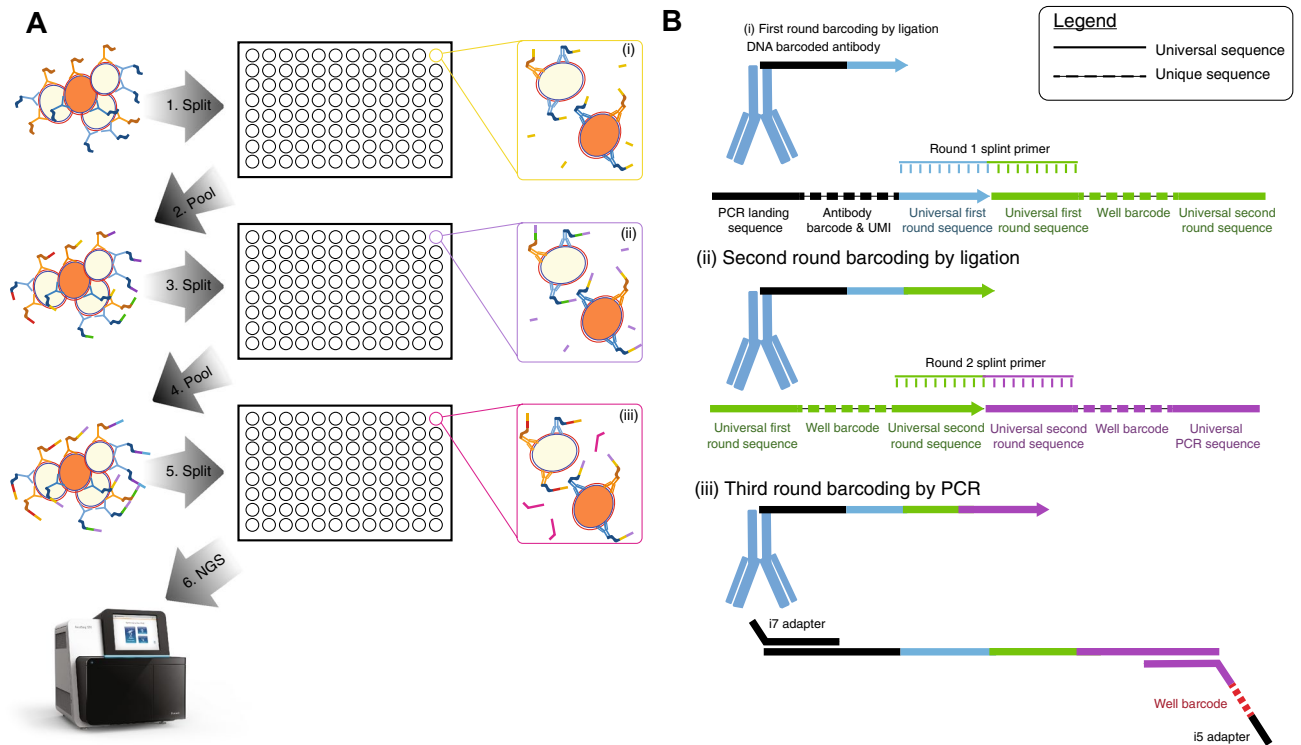 A
1. Split
(i)
2. Pool
3. Split
(ii)
4. Pool
5. Split
(iii)
6. NGS
B
Legend
Universal sequence
Unique sequence
(i) First round barcoding by ligation
DNA barcoded antibody
Round 1 splint primer
PCR landing
sequence
Antibody
barcode & UMI
Universal first
round sequence
Universal first
round sequence
Well barcode
Universal second
round sequence
(ii) Second round barcoding by ligation
Round 2 splint primer
Universal first
round sequence
Well barcode
Universal second
round sequence
Universal second
round sequence
Well barcode
Universal
PCR sequence
(iii) Third round barcoding by PCR
i7 adapter
Well barcode
i5 adapter